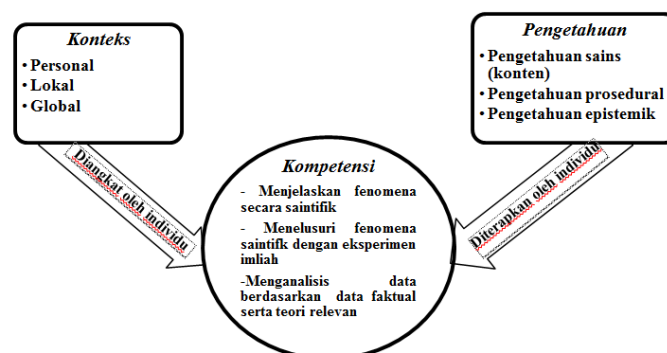 Konteks
• Personal
• Lokal
• Global
Pengetahuan
• Pengetahuan sains
(konten)
• Pengetahuan prosedural
• Pengetahuan epistemik
Diangkat oleh individu
Diterapkan oleh individu
Kompetensi
- Menjelaskan fenomena
secara saintifik
- Menelusuri fenomena
saintifk dengan eksperimen
imliah
-Menganalisis data
berdasarkan data faktual
serta teori relevan